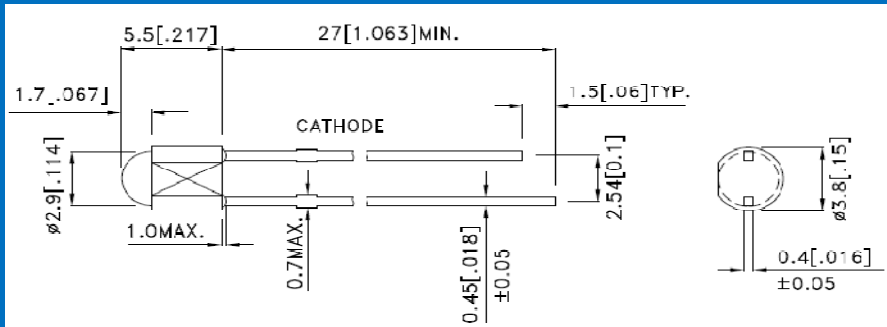 5.5[.217]
27[1.063]MIN.
1.7[.067]
1.5[.06]TYP.
CATHODE
ø2.9[.114]
2.54[0.1]
ø3.8[.15]
1.0MAX.
0.7MAX.
0.45[.018]
±0.05
0.4[.016]
±0.05